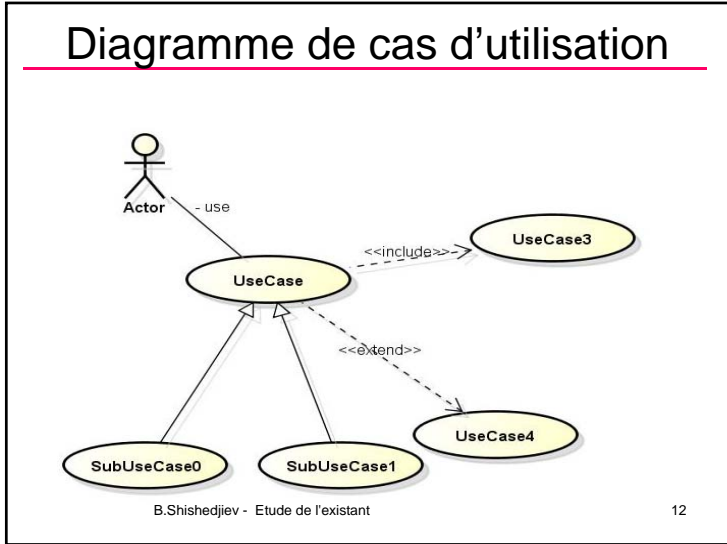 Diagramme de cas d'utilisation
Actor
- use
<<include>>
UseCase3
UseCase
<<extend>>
UseCase4
SubUseCase0
SubUseCase1
B.Shishedjiev - Etude de l'existant
12